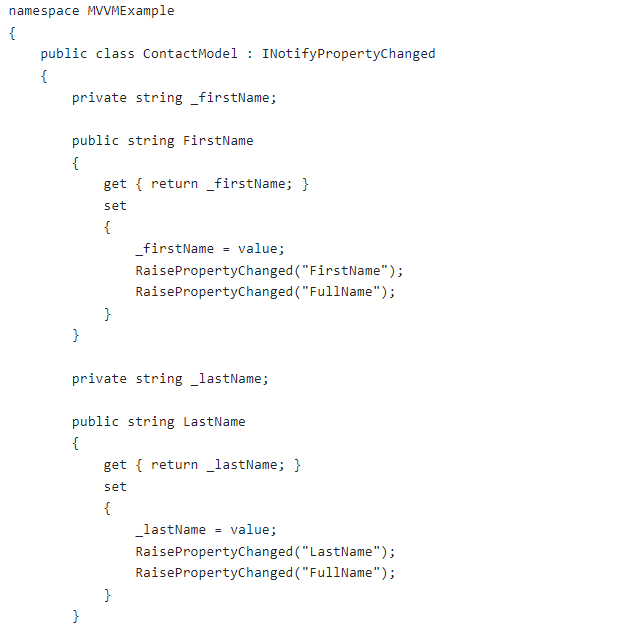 namespace MVVMExample
{
    public class ContactModel : INotifyPropertyChanged
    {
        private string _firstName;

        public string FirstName
        {
            get { return _firstName; }
            set
            {
                _firstName = value;
                RaisePropertyChanged("FirstName");
                RaisePropertyChanged("FullName");
            }
        }

        private string _lastName;

        public string LastName
        {
            get { return _lastName; }
            set
            {
                _lastName = value;
                RaisePropertyChanged("LastName");
                RaisePropertyChanged("FullName");
            }
        }